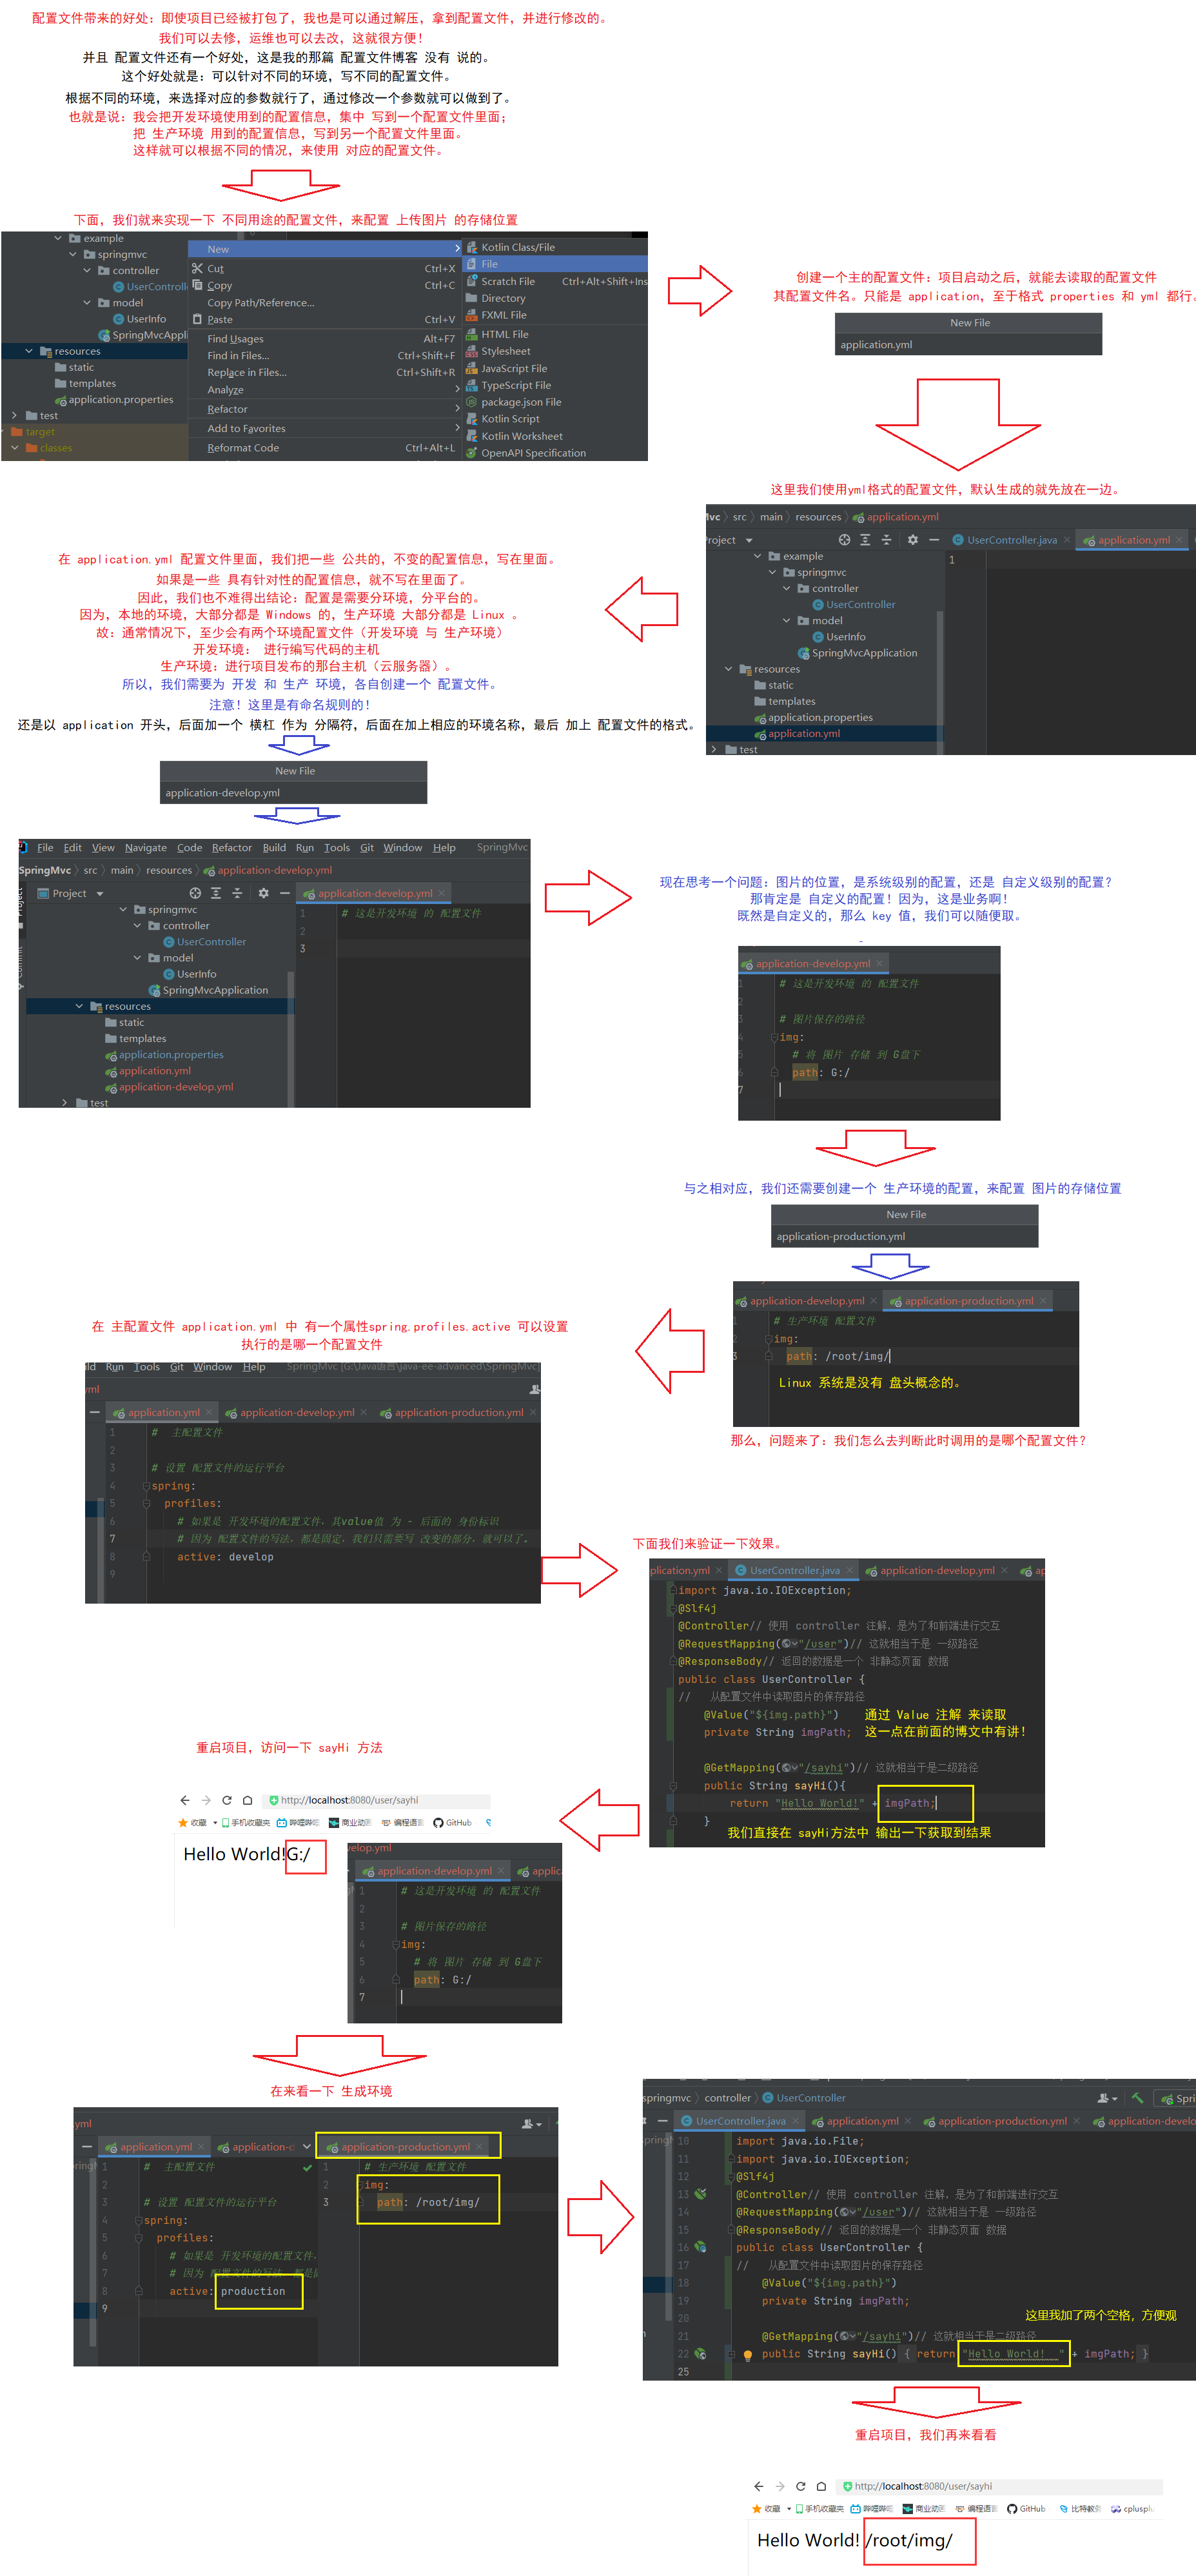 配置文件带来的好处：即使项目已经被打包了，我也是可以通过解压，拿到配置文件，并进行修改的。
我们可以去修，运维也可以去改，这就很方便！
并且 配置文件还有一个好处，这是我的那篇 配置文件博客 没有 说的。
这个好处就是：可以针对不同的环境，写不同的配置文件。
根据不同的环境，来选择对应的参数就行了，通过修改一个参数就可以做到了。
也就是说：我会把开发环境使用到的配置信息，集中 写到一个配置文件里面；
把 生产环境 用到的配置信息，写到另一个配置文件里面。
这样就可以根据不同的情况，来使用 对应的配置文件。
下面，我们就来实现一下 不同用途的配置文件，来配置 上传图片 的存储位置
example
springmvc
controller
model
UserInfo
resources
static
templates
application.properties
test
target
classes
New
Cut Ctrl+X
Copy Ctrl+C
Copy Path/Reference...
Paste Ctrl+V
Find Usages Alt+F7
Find in Files... Ctrl+Shift+F
Replace in Files... Ctrl+Shift+R
Analyze
Refactor
Add to Favorites
Reformat Code Ctrl+Alt+L
Kotlin Class/File
File
Scratch File Ctrl+Alt+Shift+Ins
Directory
FXML File
HTML File
Stylesheet
JavaScript File
TypeScript File
package.json File
Kotlin Script
Kotlin Worksheet
OpenAPI Specification
创建一个主的配置文件：项目启动之后，就能去读取的配置文件
其配置文件名。只能是 application，至于格式 properties 和 yml 都行。
New File
application.yml
这里我们使用yml格式的配置文件，默认生成的就先放在一边。
Mvc 〉 src 〉 main 〉 resources 〉 application.yml
Project
UserController.java
application.yml
1
example
springmvc
controller
UserController
model
UserInfo
SpringMvcApplication
resources
static
templates
application.properties
application.yml
test
在 application.yml 配置文件里面，我们把一些 公共的，不变的配置信息，写在里面。
如果是一些 具有针对性的配置信息，就不写在里面了。
因此，我们也不难得出结论：配置是需要分环境，分平台的。
因为，本地的环境，大部分都是 Windows 的，生产环境 大部分都是 Linux 。
故：通常情况下，至少会有两个环境配置文件（开发环境 与 生产环境）
开发环境： 进行编写代码的主机
生产环境：进行项目发布的那台主机（云服务器）。
所以，我们需要为 开发 和 生产 环境，各自创建一个 配置文件。
注意！这里是有命名规则的！
还是以 application 开头，后面加一个 横杠 作为 分隔符，后面在加上相应的环境名称，最后 加上 配置文件的格式。
New File
application-develop.yml
File Edit View Navigate Code Refactor Build Run Tools Git Window Help SpringMvc
SpringMvc 〉 src 〉 main 〉 resources 〉 application-develop.yml
Project
application-develop.yml
1 # 这是开发环境 的 配置文件
2
3
springmvc
controller
UserController
model
UserInfo
SpringMvcApplication
resources
static
templates
application.properties
application.yml
application-develop.yml
test
现在思考一个问题：图片的位置，是系统级别的配置，还是 自定义级别的配置？
那肯定是 自定义的配置！因为，这是业务啊！
既然是自定义的，那么 key 值，我们可以随便取。
application-develop.yml
# 这是开发环境 的 配置文件
# 图片保存的路径
img:
# 将 图片 存储 到 G盘下
path: G:/
7
与之相对应，我们还需要创建一个 生产环境的配置，来配置 图片的存储位置
New File
application-production.yml
application-develop.yml
application-production.yml
# 生产环境 配置文件
img:
path: /root/img/
Linux 系统是没有 盘头概念的。
那么，问题来了：我们怎么去判断此时调用的是哪个配置文件？
在 主配置文件 application.yml 中 有一个属性spring.profiles.active 可以设置
执行的是哪一个配置文件
ild Run Tools Git Window Help SpringMvc [G:\Java语言\java-ee-advanced\SpringMvc]
yml
application.yml
application-develop.yml
application-production.yml
1 # 主配置文件
2
3 # 设置 配置文件的运行平台
4 spring:
5 profiles:
6 # 如果是 开发环境的配置文件，其value值 为 - 后面的 身份标识
7 # 因为 配置文件的写法，都是固定，我们只需要写 改变的部分，就可以了。
8 active: develop
9
下面我们来验证一下效果。
plication.yml
UserController.java
application-develop.yml
import java.io.IOException;
@Slf4j
@Controller// 使用 controller 注解，是为了和前端进行交互
@RequestMapping("/user")// 这就相当于是 一级路径
@ResponseBody// 返回的数据是一个 非静态页面 数据
public class UserController {
// 从配置文件中读取图片的保存路径
@Value("${img.path}") 通过 Value 注解 来读取
private String imgPath; 这一点在前面的博文中有讲！
@GetMapping("/sayhi")// 这就相当于是二级路径
public String sayHi(){
return "Hello World!" + imgPath;
}
我们直接在 sayHi方法中 输出一下获取到结果
重启项目，访问一下 sayHi 方法
http://localhost:8080/user/sayhi
收藏 手机收藏夹 哔哩哔哩 商业动画 编程语言 GitHub
Hello World!G:/
evelop.yml
application-develop.yml
1 # 这是开发环境 的 配置文件
2
3 # 图片保存的路径
4 img:
5 # 将 图片 存储 到 G盘下
6 path: G:/
7
在来看一下 生成环境
yml
application.yml
application-production.yml
1 # 主配置文件
2
3 # 设置 配置文件的运行平台
4 spring:
5 profiles:
6 # 如果是 开发环境的配置文件，
7 # 因为 配置文件的写法，都是固
8 active: production
9
1 # 生产环境 配置文件
2 img:
3 path: /root/img/
springmvc 〉 controller 〉 UserController
UserController.java
application.yml
application-production.yml
application-develo
10 import java.io.File;
11 import java.io.IOException;
12 @Slf4j
13 @Controller// 使用 controller 注解，是为了和前端进行交互
14 @RequestMapping("/user")// 这就相当于是 一级路径
15 @ResponseBody// 返回的数据是一个 非静态页面 数据
16 public class UserController {
17 // 从配置文件中读取图片的保存路径
18 @Value("${img.path}")
19 private String imgPath;
20 这里我加了两个空格，方便观
21 @GetMapping("/sayhi")// 这就相当于是二级路径
22 public String sayHi() { return "Hello World!  " + imgPath; }
25
重启项目，我们再来看看
http://localhost:8080/user/sayhi
收藏 手机收藏夹 哔哩哔哩 商业动画 编程语言 GitHub 比特教务 cplusplu
Hello World! /root/img/